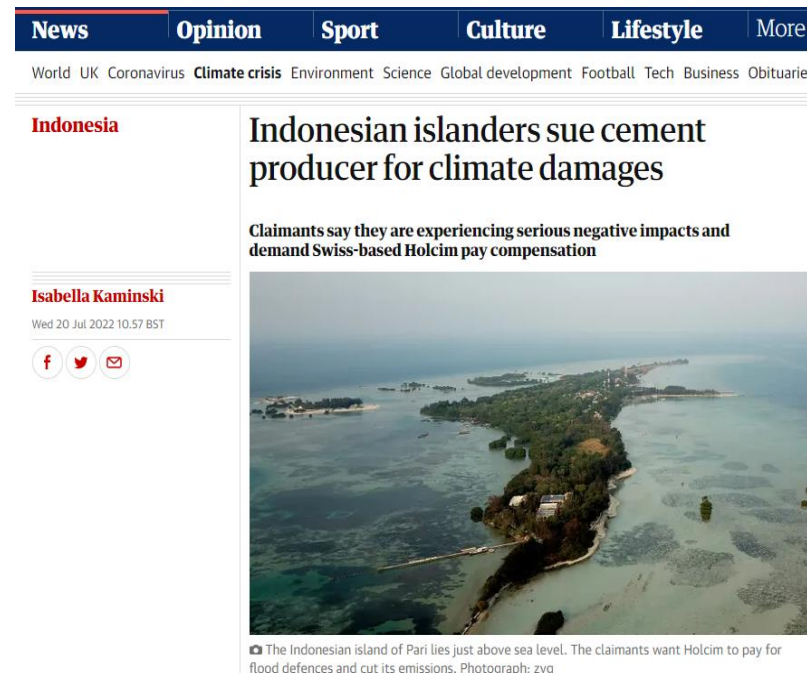 News Opinion Sport Culture Lifestyle More
World UK Coronavirus Climate crisis Environment Science Global development Football Tech Business Obituarie
Indonesia
Indonesian islanders sue cement
producer for climate damages
Claimants say they are experiencing serious negative impacts and
demand Swiss-based Holcim pay compensation
Isabella Kaminski
Wed 20 Jul 2022 10.57 BST
The Indonesian island of Pari lies just above sea level. The claimants want Holcim to pay for
flood defences and cut its emissions. Photograph: zvg